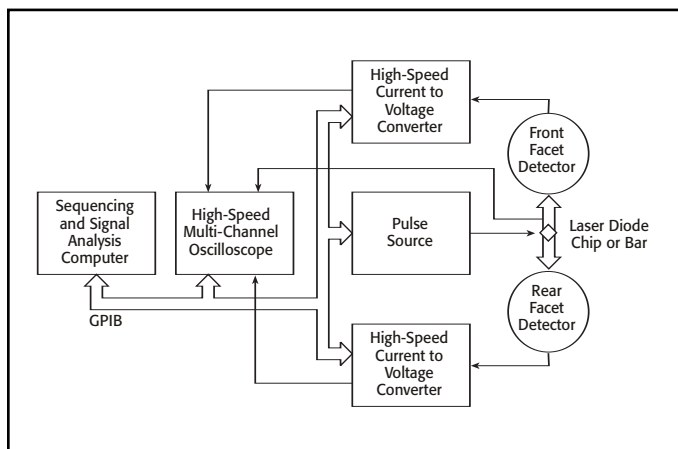 High-Speed
Current to
Voltage
Converter
Front
Facet
Detector
Sequencing
and Signal
Analysis
Computer
High-Speed
Multi-Channel
Oscilloscope
Pulse
Source
Laser Diode
Chip or Bar
GPIB
Rear
Facet
Detector
High-Speed
Current to
Voltage
Converter